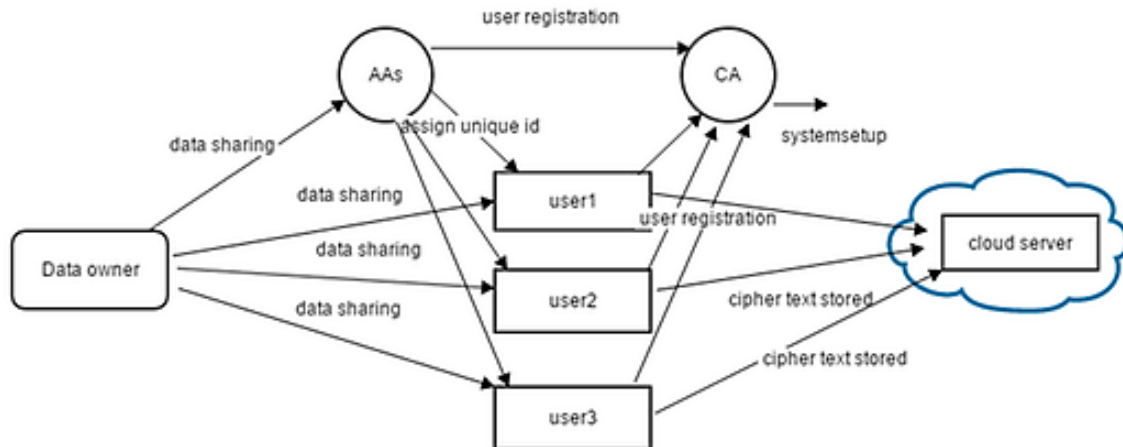 user registration
AAs
CA
assign unique id
systemsetup
data sharing
data sharing
user1
user registration
data sharing
cloud server
Data owner
user2
data sharing
cipher text stored
cipher text stored
user3